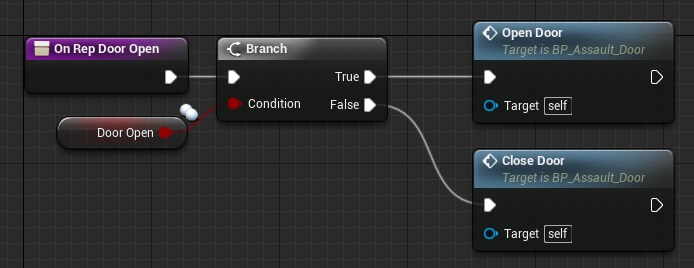 On Rep Door Open
Branch
True
Condition
False
Door Open
Open Door
Target is BP_Assault_Door
Target self
Close Door
Target is BP_Assault_Door
Target self